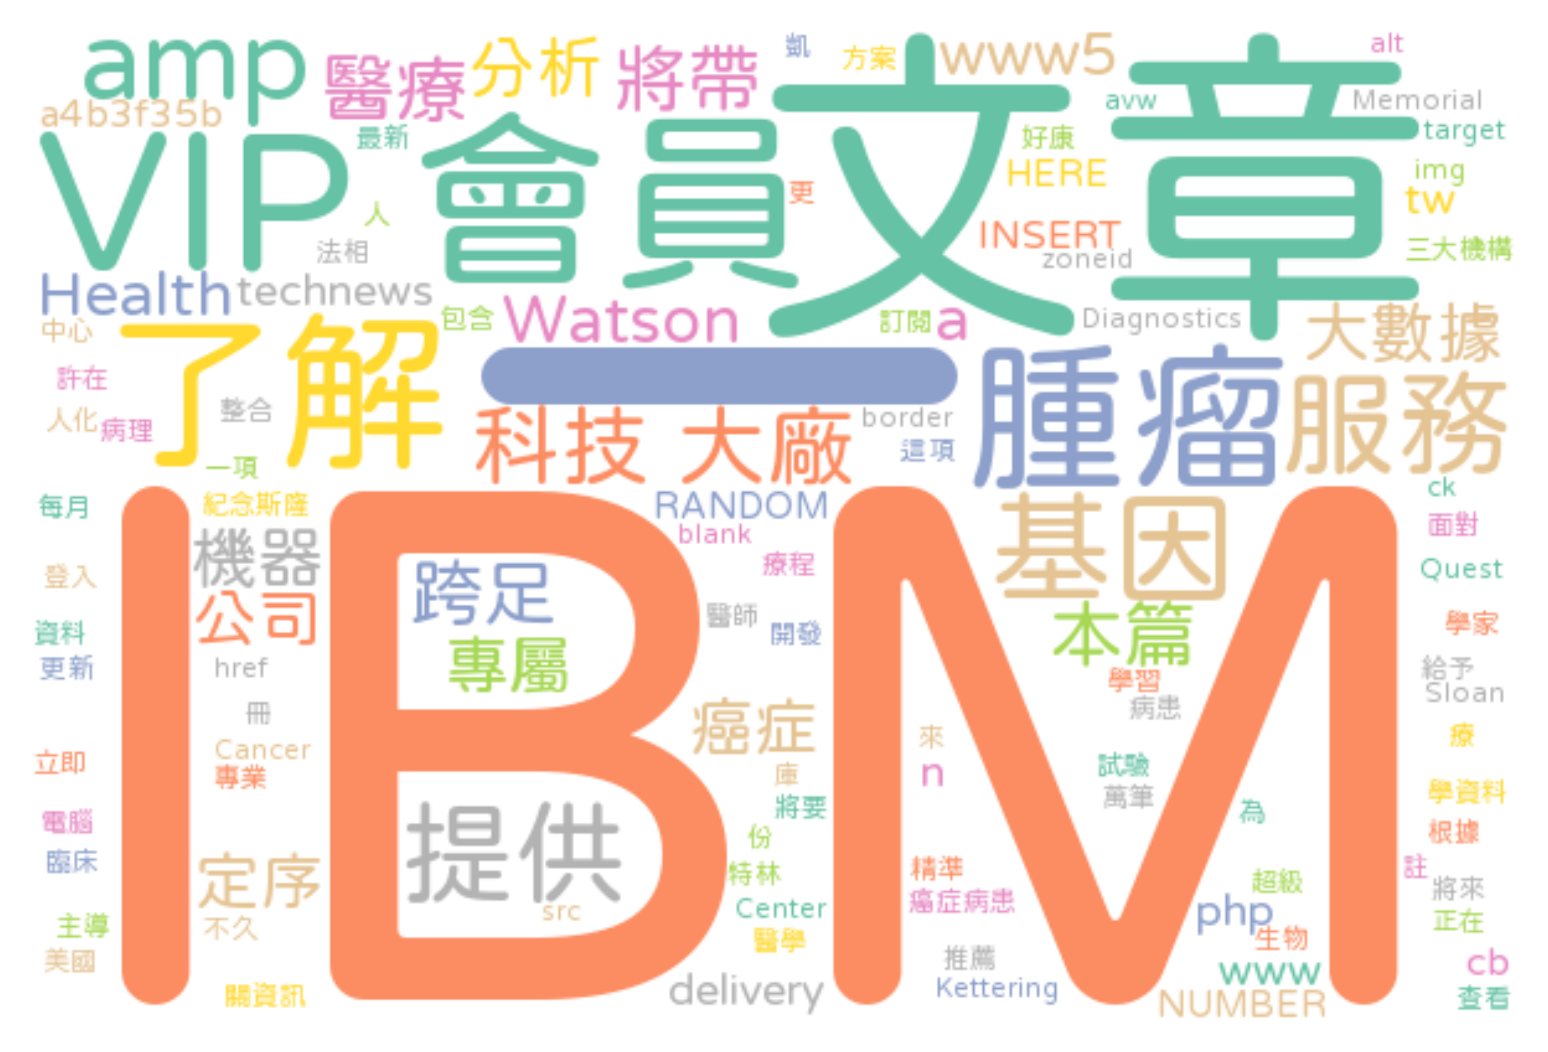 amp
醫療
分析
將帶
凱
方案
www5
alt
a4b3f35b
最新
VIP
會員
文章
avw
Memorial
target
好康
HERE
img
tw
更
人
法相
INSERT
zoneid
三大機構
Health
technews
包含
Watson
訂閱
a
Diagnostics
大數據
中心
了解
一
腫瘤
服務
許在
人化
病理
整合
科技
大廠
border
這項
一項
每月
紀念斯隆
IBM
RANDOM
blank
基因
ck
面對
機器
跨足
療程
Quest
登入
公司
專屬
醫師
開發
本篇
學家
資料
更新
href
學習
病患
給予
Sloan
冊
癌症
來
療
立即
Cancer
專業
庫
n
試驗
萬筆
學資料
將要
為
電腦
提供
份
根據
臨床
定序
特林
精準
癌症病患
超級
註
將來
src
Center
php
正在
主導
不久
醫學
生物
美國
推薦
www
cb
關資訊
delivery
Kettering
NUMBER
查看